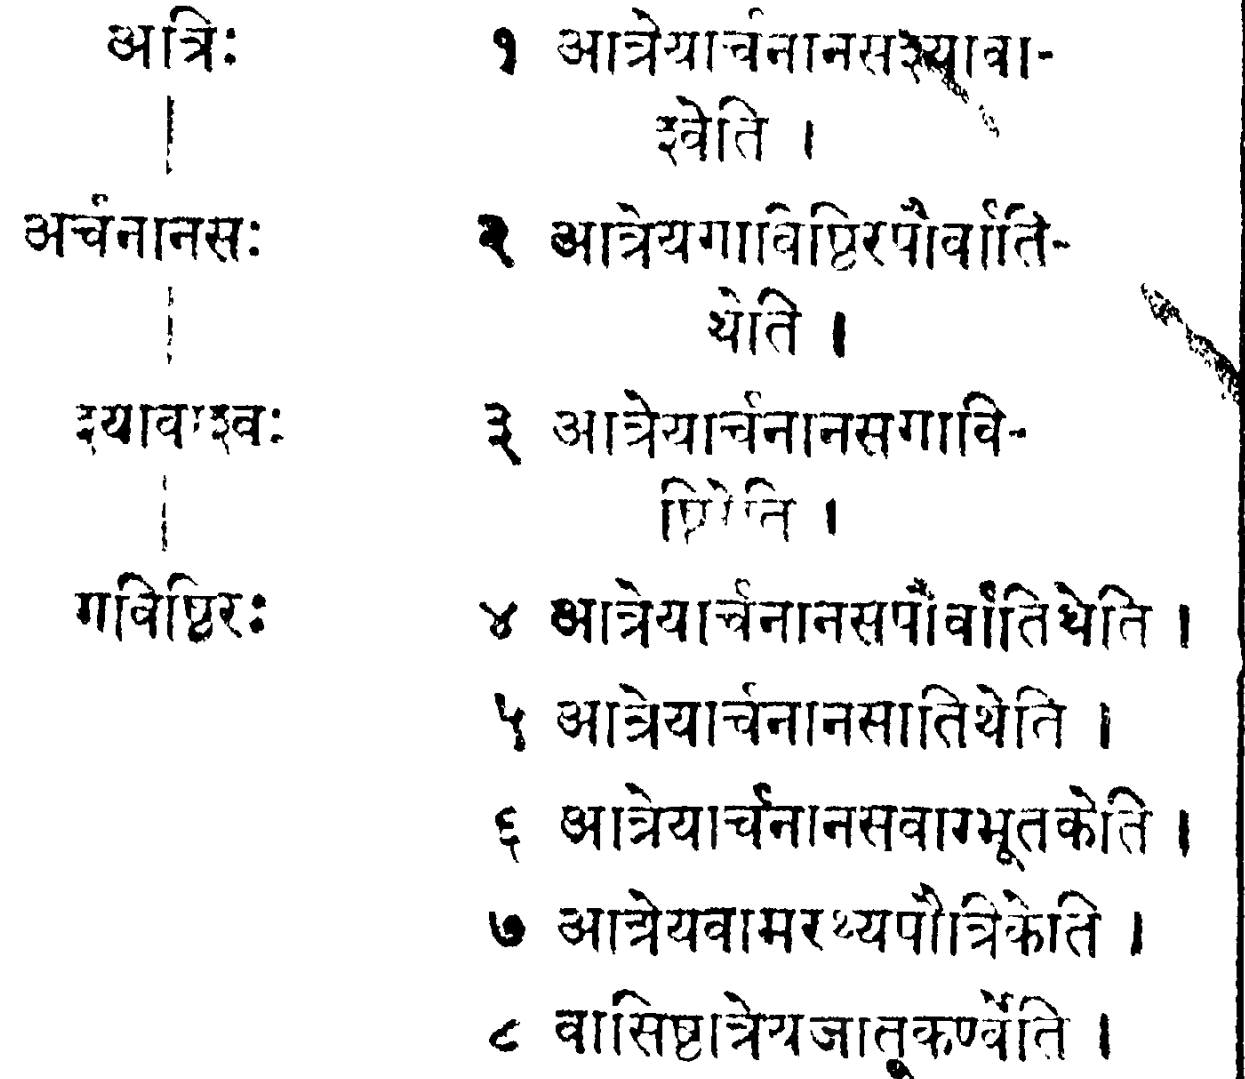 अत्रिः १ आत्रेयार्चनानसश्यावा-
श्वेति ।
अर्चनानसः २ आत्रेयगाविष्ठिरपौर्वाति-
थेति ।
श्यावाश्वः ३ आत्रेयार्चनानसगावि-
ष्ठिरेति ।
गविष्ठिरः ४ आत्रेयार्चनानसपौर्वातिथेति ।
५ आत्रेयार्चनानसातिथेति ।
६ आत्रेयार्चनानसवाग्भूतकेति ।
७ आत्रेयवामरथ्यपौत्रिकेति ।
८ वासिष्ठात्रेयजातूकर्ण्येति ।